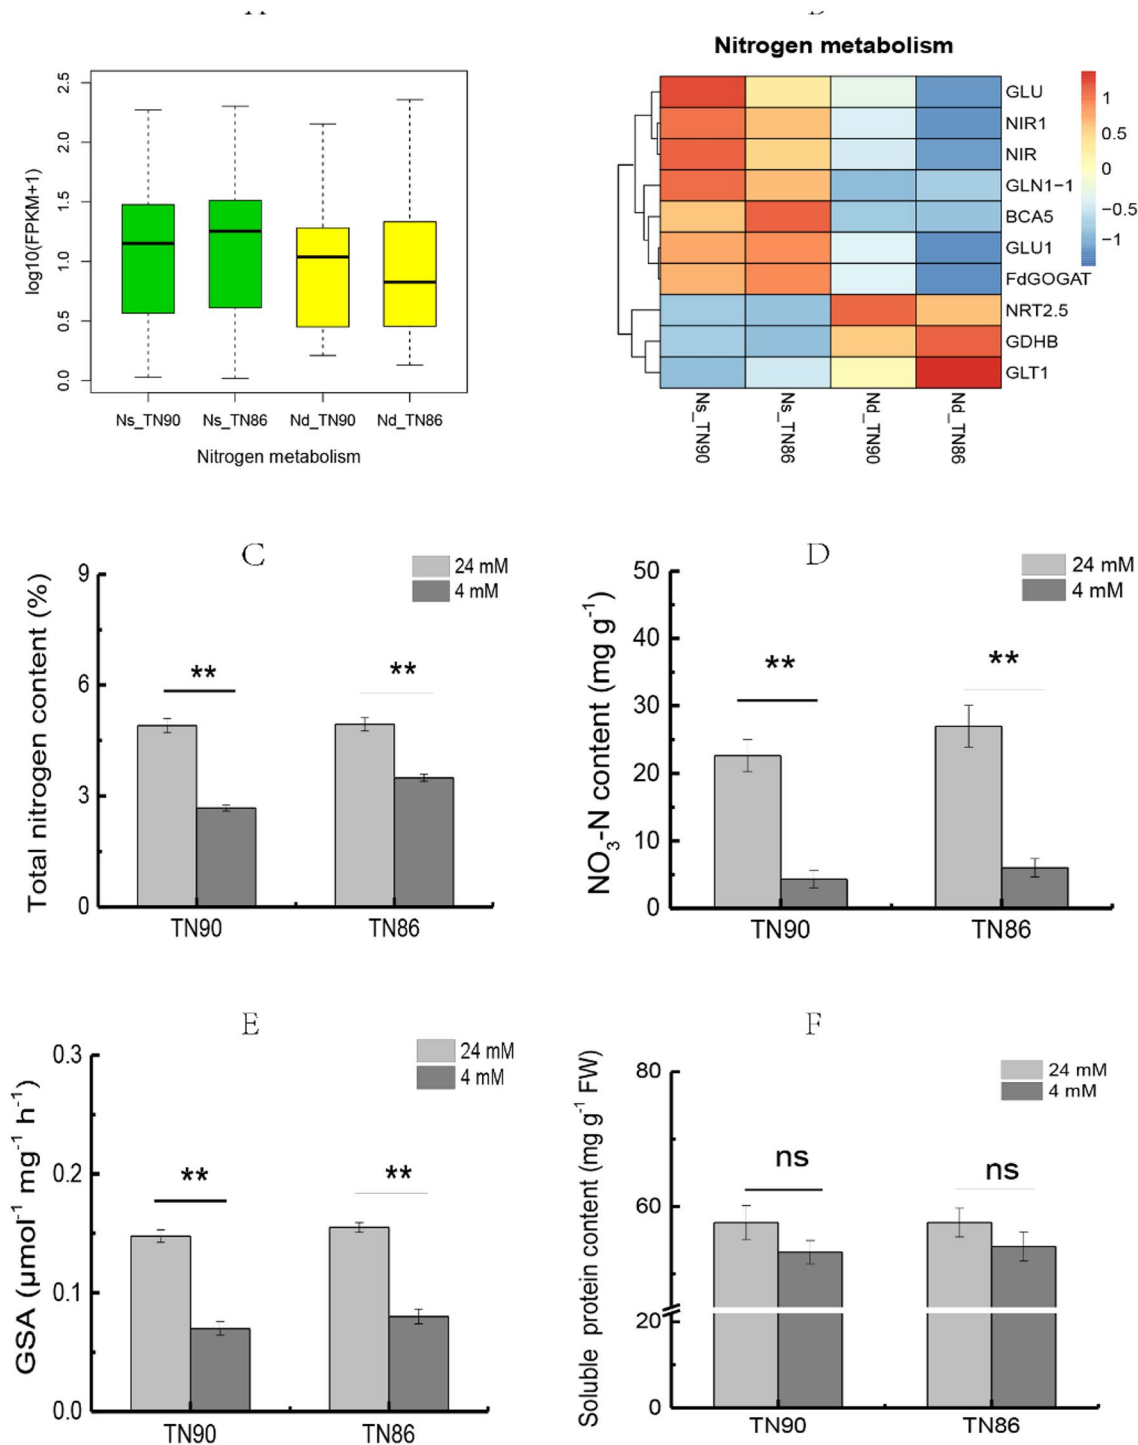 Nitrogen metabolism
log10(FPKM+1)
2.5
2.0
1.5
1.0
0.5
0.0
Ns_TN90 Ns_TN86 Nd_TN90 Nd_TN86
Nitrogen metabolism
GLU
NIR1
NIR
GLN1-1
BCA5
GLU1
FdGOGAT
NRT2.5
GDHB
GLT1
1
0.5
0
-0.5
-1
Ns_TN90 Ns_TN86 Nd_TN90 Nd_TN86
C
24 mM
4 mM
Total nitrogen content (%)
9
6
3
0
** **
TN90 TN86
D
24 mM
4 mM
NO3-N content (mg g-1)
50
40
30
20
10
0
** **
TN90 TN86
E
24 mM
4 mM
GSA (μmol-1 mg-1 h-1)
0.3
0.2
0.1
0.0
** **
TN90 TN86
F
24 mM
4 mM
Soluble protein content (mg g-1 FW)
80
60
20
0
ns ns
TN90 TN86